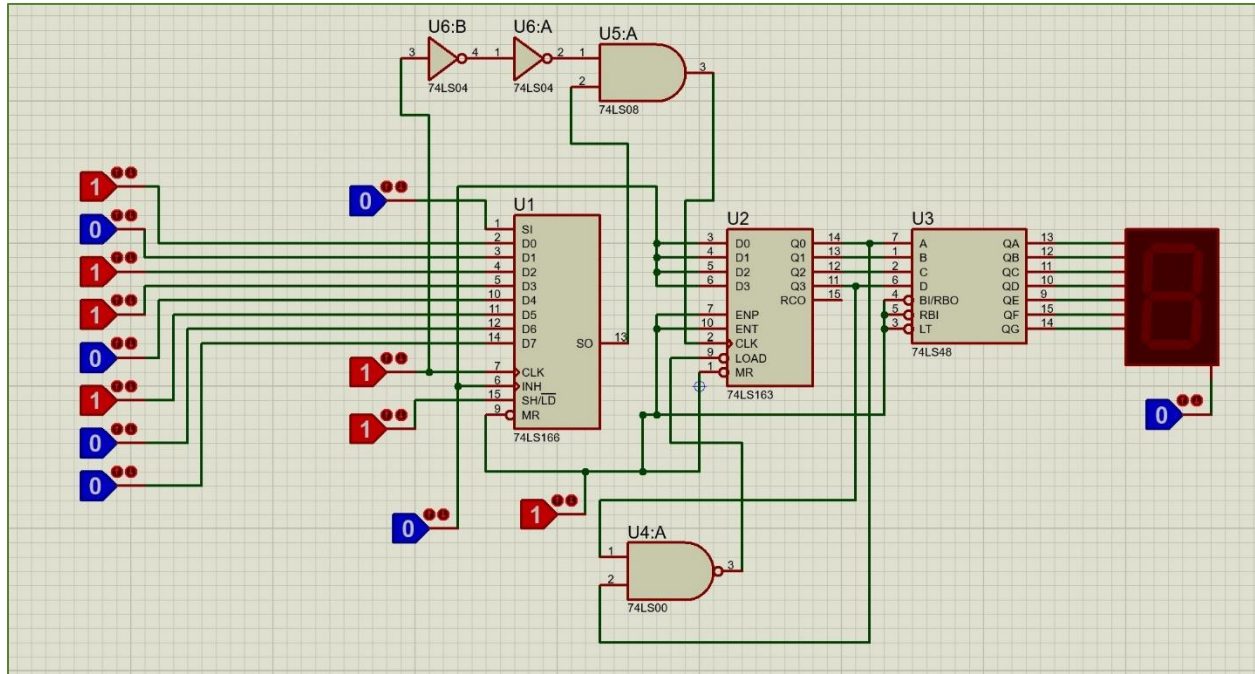 U6:B
3
4
74LS04
U6:A
1
2
74LS04
U5:A
1
2
3
74LS08
1
0
1
1
0
1
0
0
0
1
1
0
1
U1
1 SI
2 D0
3 D1
4 D2
5 D3
10 D4
11 D5
12 D6
14 D7
SO 13
7 CLK
6 INH
15 SH/LD
9 MR
74LS166
U2
3 D0 Q0 14
4 D1 Q1 13
5 D2 Q2 12
6 D3 Q3 11
RCO 15
7 ENP
10 ENT
2 CLK
9 LOAD
1 MR
74LS163
U3
7 A QA 13
1 B QB 12
2 C QC 11
6 D QD 10
4 BI/RBO QE 9
5 RBI QF 15
3 LT QG 14
74LS48
0
U4:A
1
2
3
74LS00